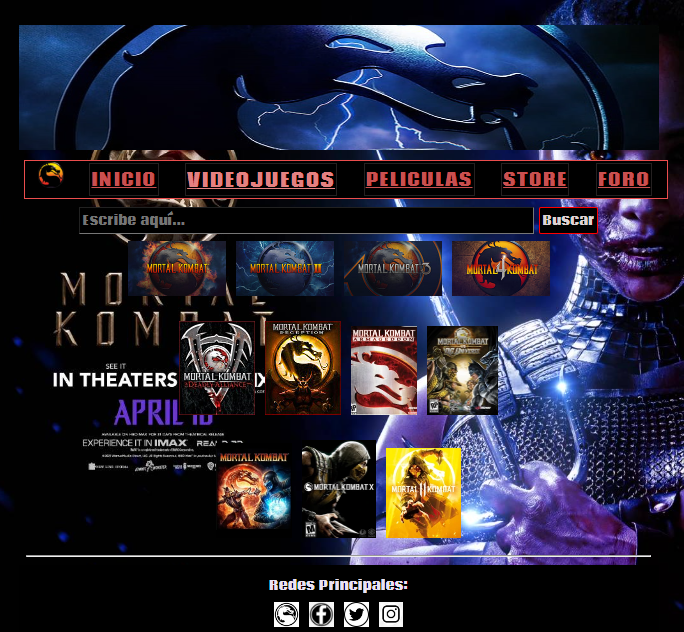 INICIO VIDEOJUEGOS PELICULAS STORE FORO
Escribe aquí... Buscar
MORTAL KOMBAT MORTAL KOMBAT II MORTAL KOMBAT 3 MORTAL KOMBAT 4
MORTAL
KOMBAT
MORTAL KOMBAT DEADLY ALLIANCE
MORTAL KOMBAT DECEPTION
MORTAL KOMBAT ARMAGEDDON
MORTAL KOMBAT
SEE IT
IN THEATERS
APRIL
EXPERIENCE IT IN IMAX
MORTAL KOMBAT
MORTAL KOMBAT X
MORTAL KOMBAT 11
Redes Principales: